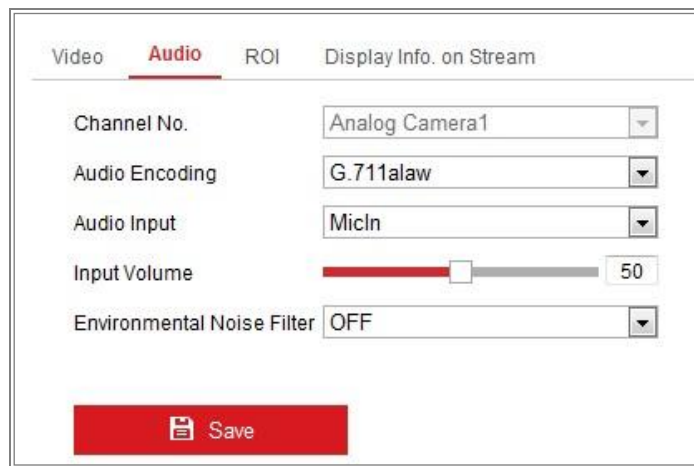 Video Audio ROI Display Info. on Stream
Channel No. Analog Camera1
Audio Encoding G.711alaw
Audio Input MicIn
Input Volume 50
Environmental Noise Filter OFF
Save